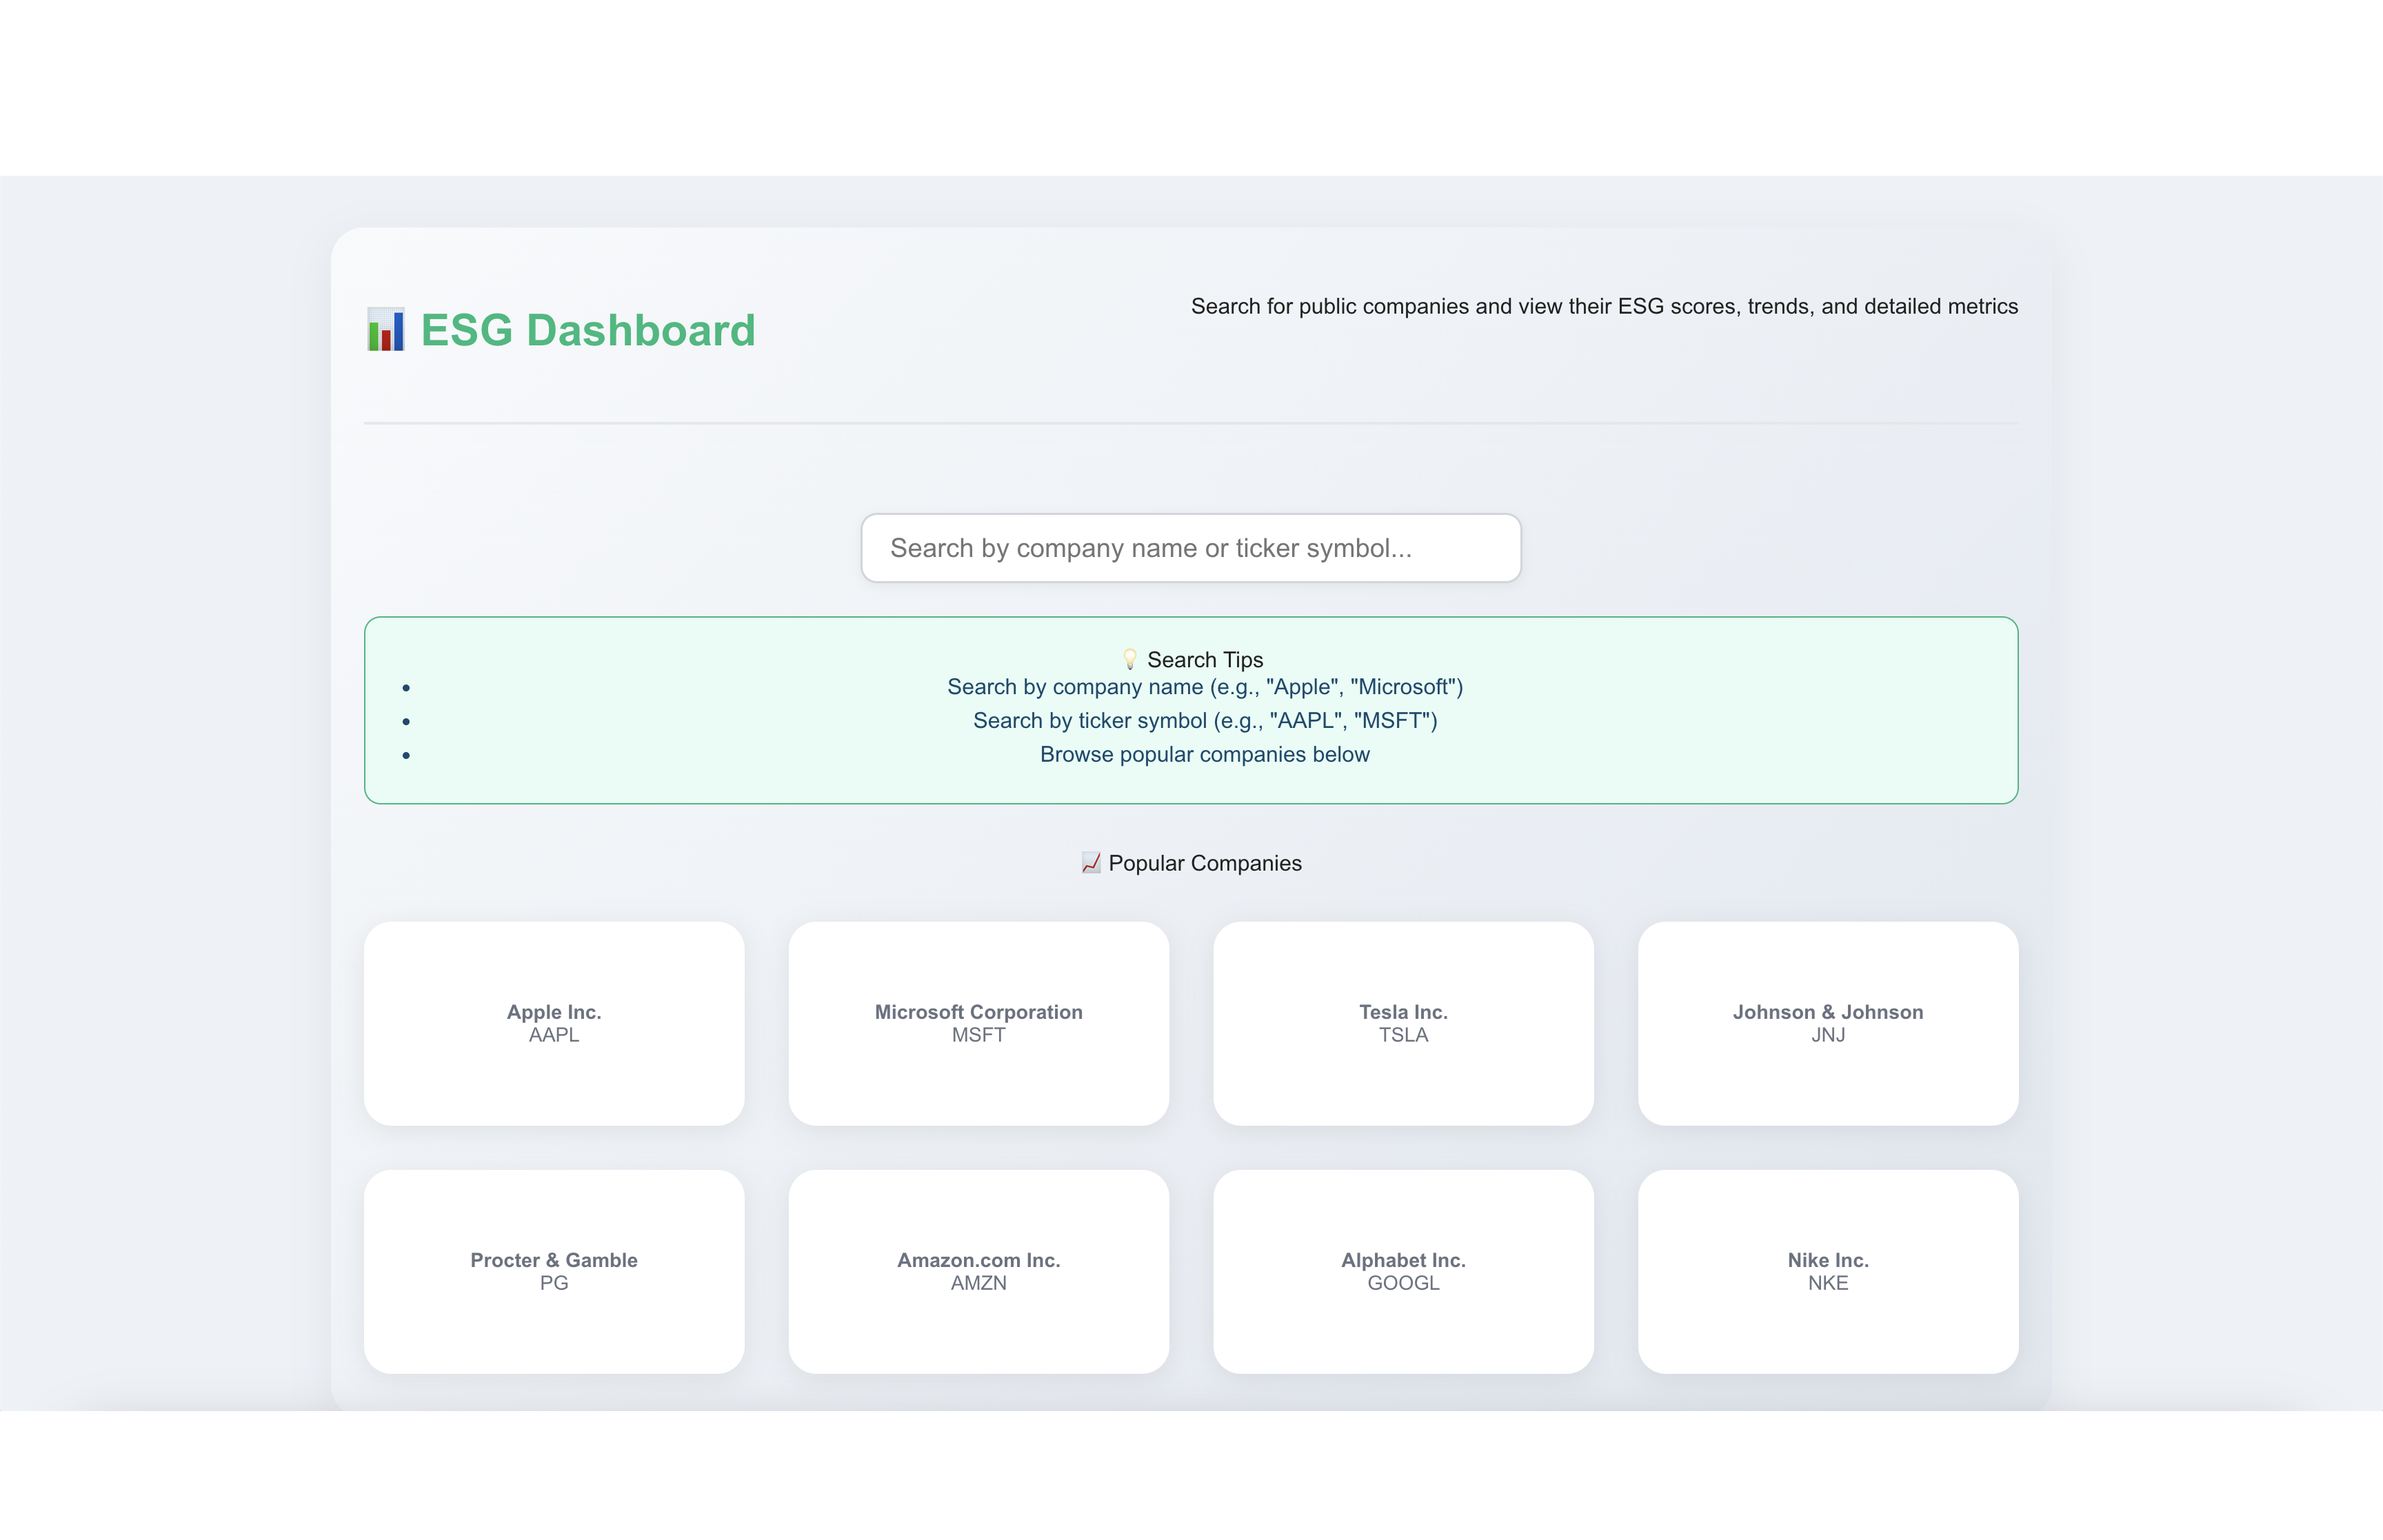 ESG Dashboard
Search for public companies and view their ESG scores, trends, and detailed metrics
Search by company name or ticker symbol...
Search Tips
Search by company name (e.g., "Apple", "Microsoft")
Search by ticker symbol (e.g., "AAPL", "MSFT")
Browse popular companies below
Popular Companies
Apple Inc.
AAPL
Microsoft Corporation
MSFT
Tesla Inc.
TSLA
Johnson & Johnson
JNJ
Procter & Gamble
PG
Amazon.com Inc.
AMZN
Alphabet Inc.
GOOGL
Nike Inc.
NKE